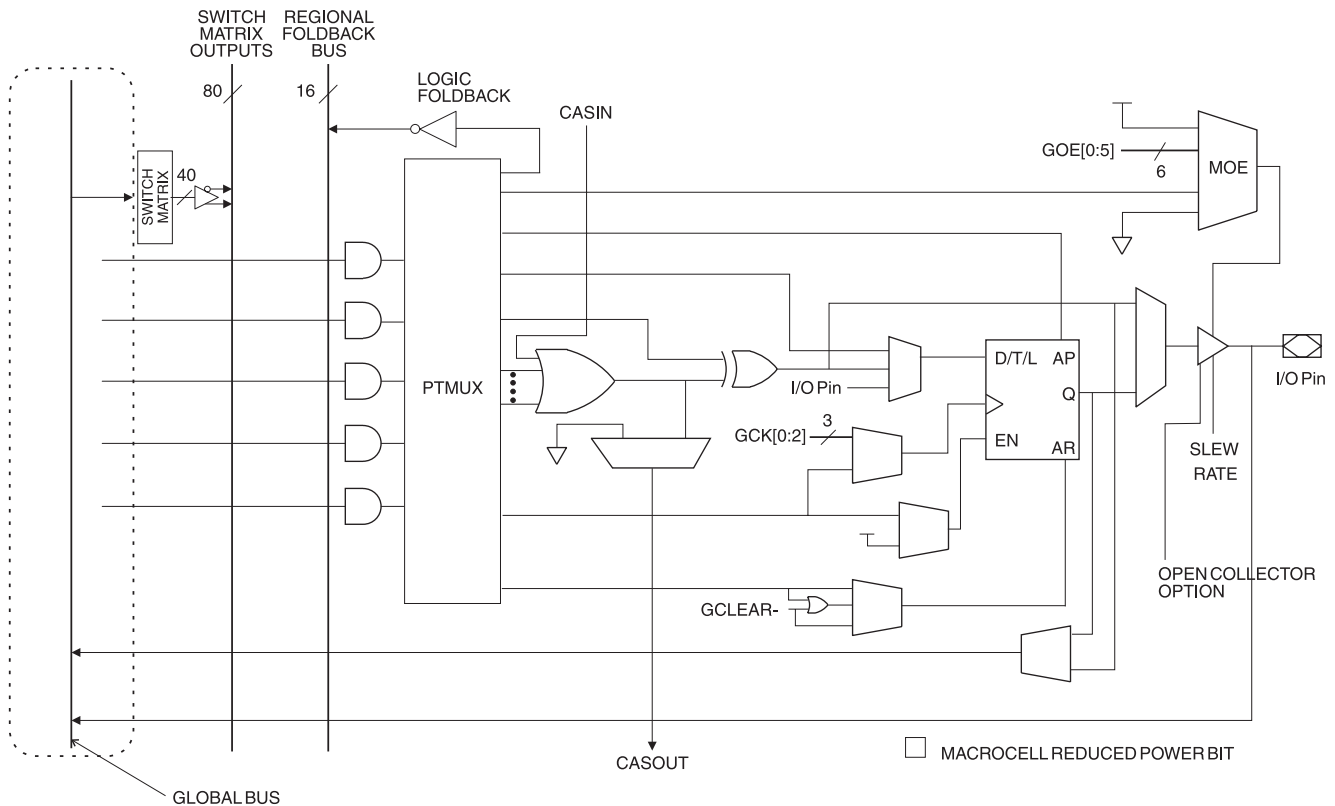 SWITCH
MATRIX
OUTPUTS
REGIONAL
FOLDBACK
BUS
80
16
LOGIC
FOLDBACK
CASIN
GOE[0:5]
6
MOE
SWITCH
MATRIX
40
PTMUX
I/O Pin
D/T/L
AP
Q
EN
AR
I/O Pin
GCK[0:2]
3
SLEW
RATE
OPEN COLLECTOR
OPTION
GCLEAR-
CASOUT
MACROCELL REDUCED POWER BIT
GLOBAL BUS